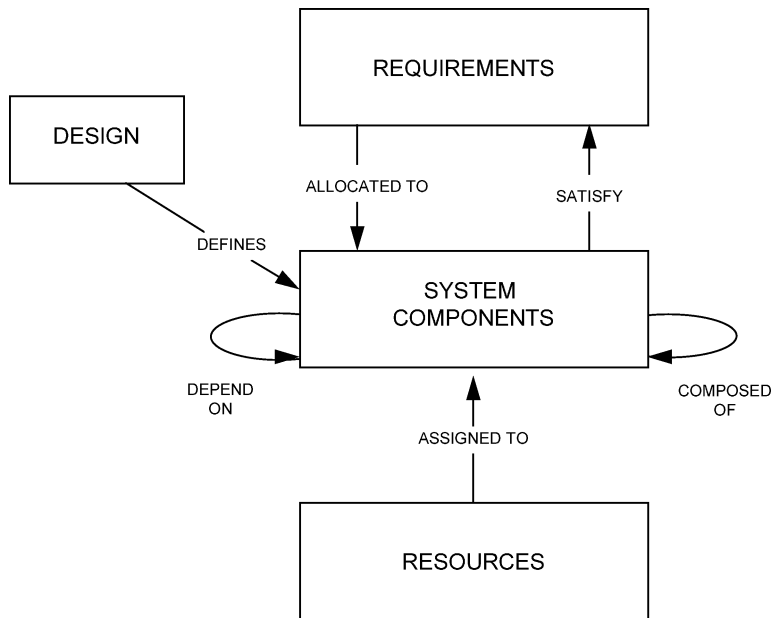 REQUIREMENTS
DESIGN
ALLOCATED TO
SATISFY
DEFINES
SYSTEM
COMPONENTS
DEPEND
ON
COMPOSED
OF
ASSIGNED TO
RESOURCES